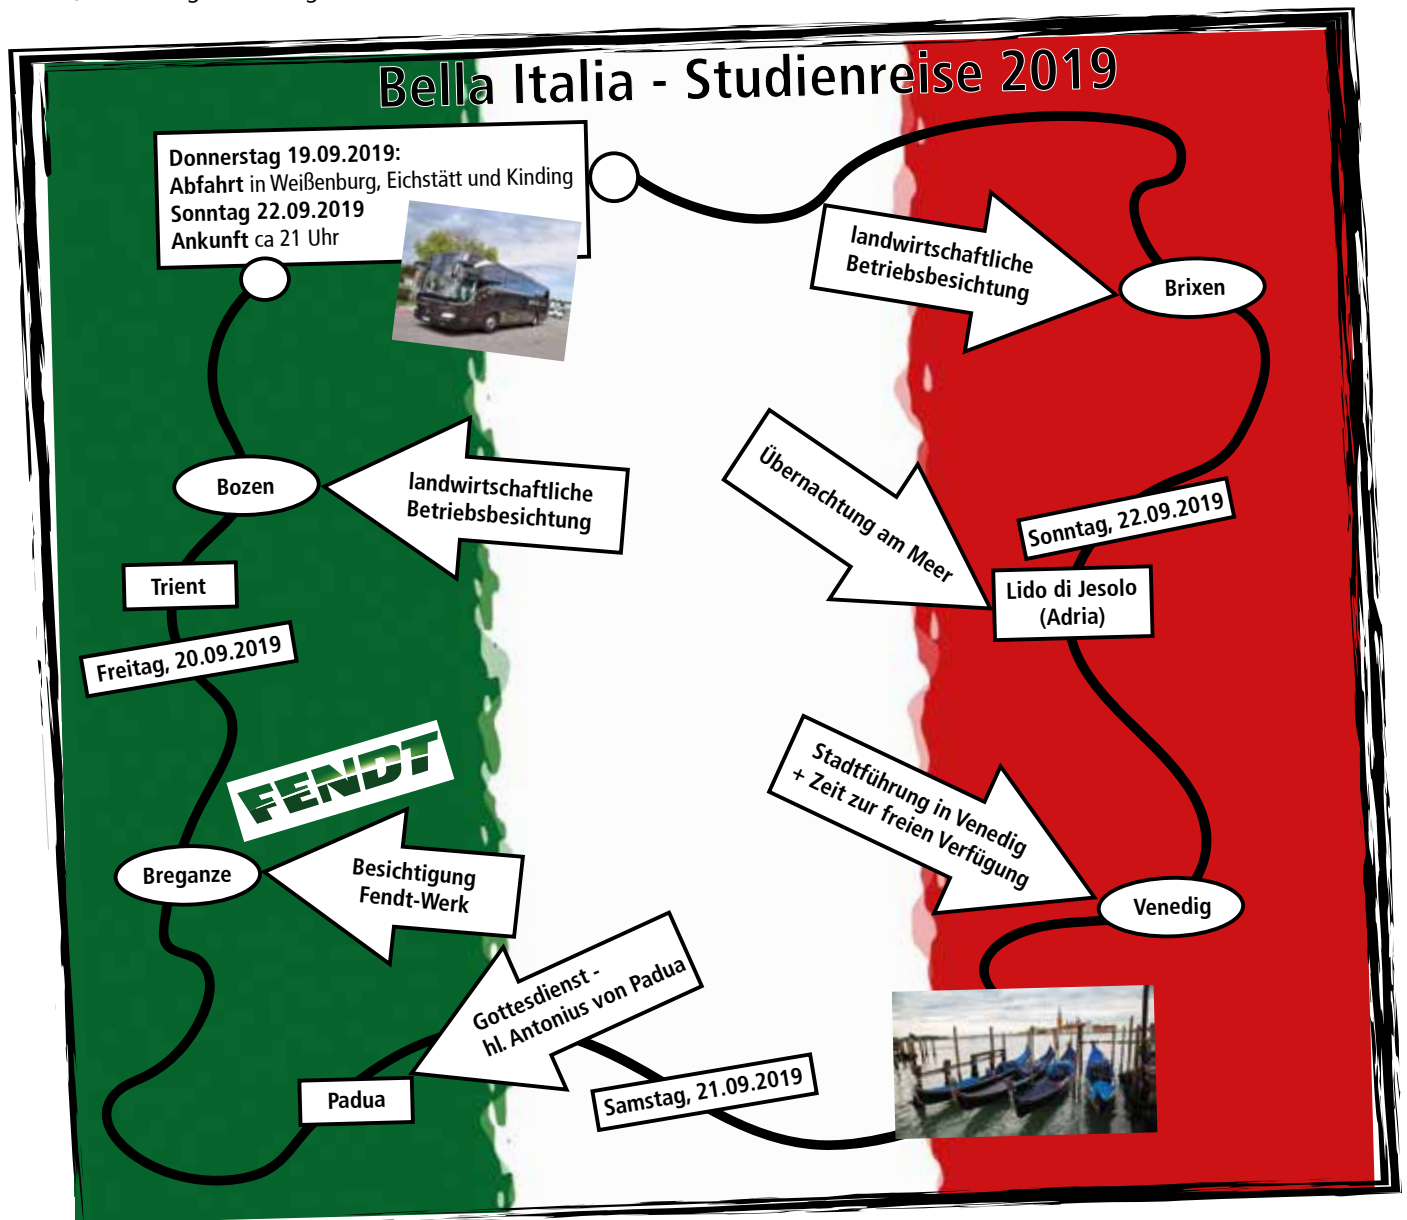 Bella Italia - Studienreise 2019
Donnerstag 19.09.2019:
Abfahrt in Weißenburg, Eichstätt und Kinding
Sonntag 22.09.2019
Ankunft ca 21 Uhr
Bozen
landwirtschaftliche
Betriebsbesichtung
Trient
Freitag, 20.09.2019
FENDT
Breganze
Besichtigung
Fendt-Werk
Gottesdienst -
hl. Antonius von Padua
Padua
Samstag, 21.09.2019
Venedig
Stadtführung in Venedig
+ Zeit zur freien Verfügung
Lido di Jesolo
(Adria)
Übernachtung am Meer
Sonntag, 22.09.2019
Brixen
landwirtschaftliche
Betriebsbesichtung